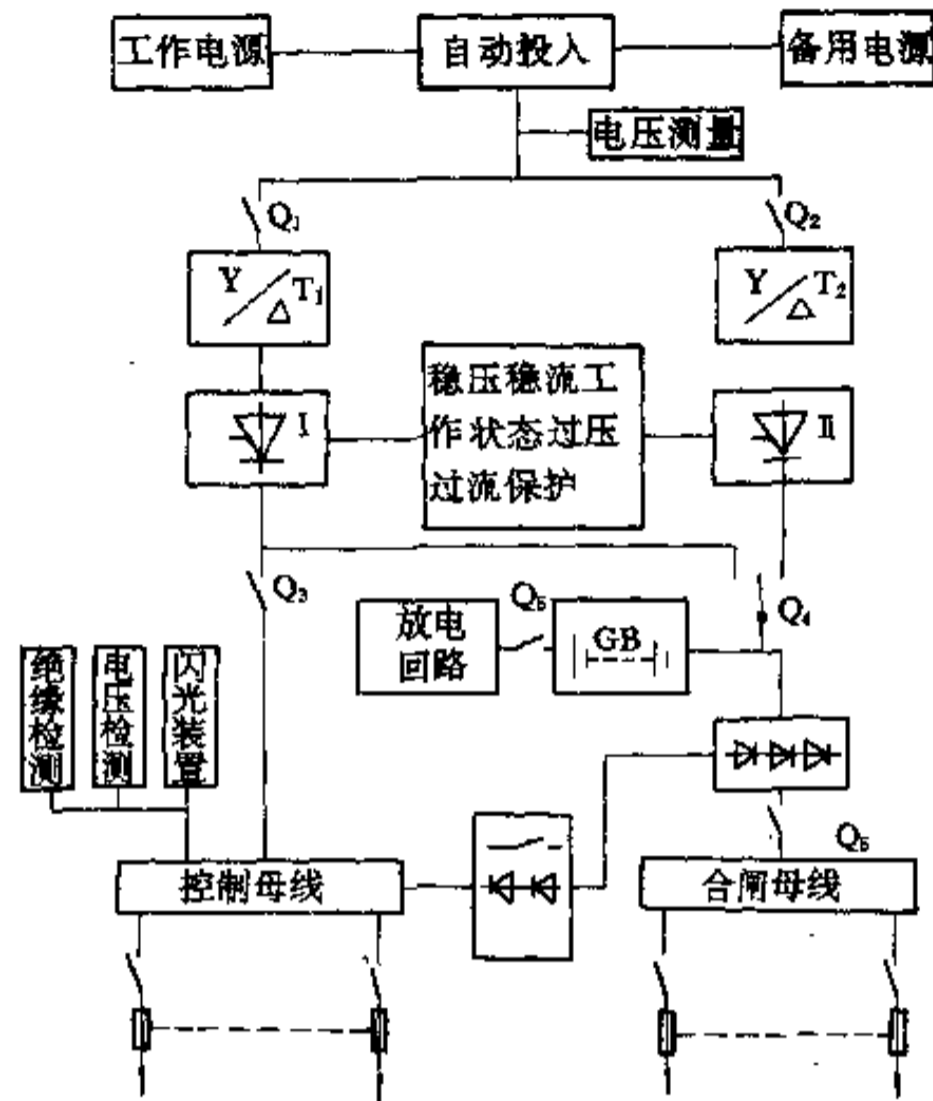 工作电源
自动投入
备用电源
电压测量
Q₁
Q₂
Y
△
T₁
Y
△
T₂
I
稳压稳流工
作状态过压
过流保护
II
Q₃
Q₄
放电
回路
Q₆
GB
绝缘检测
电压检测
闪光装置
Q₅
控制母线
合闸母线